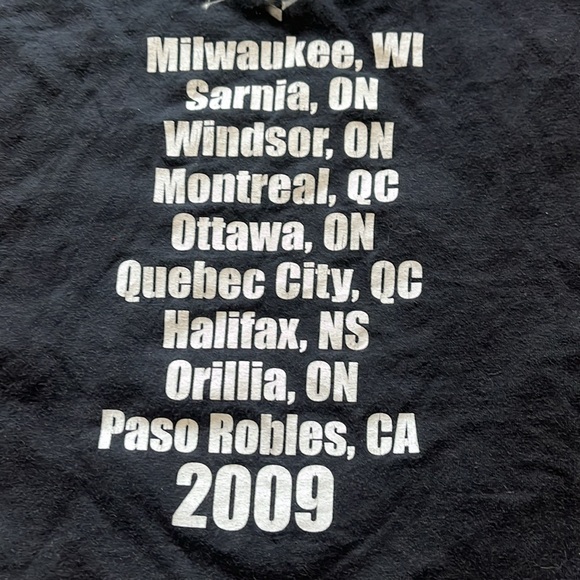 Milwaukee, WI
Sarnia, ON
Windsor, ON
Montreal, QC
Ottawa, ON
Quebec City, QC
Halifax, NS
Orillia, ON
Paso Robles, CA
2009